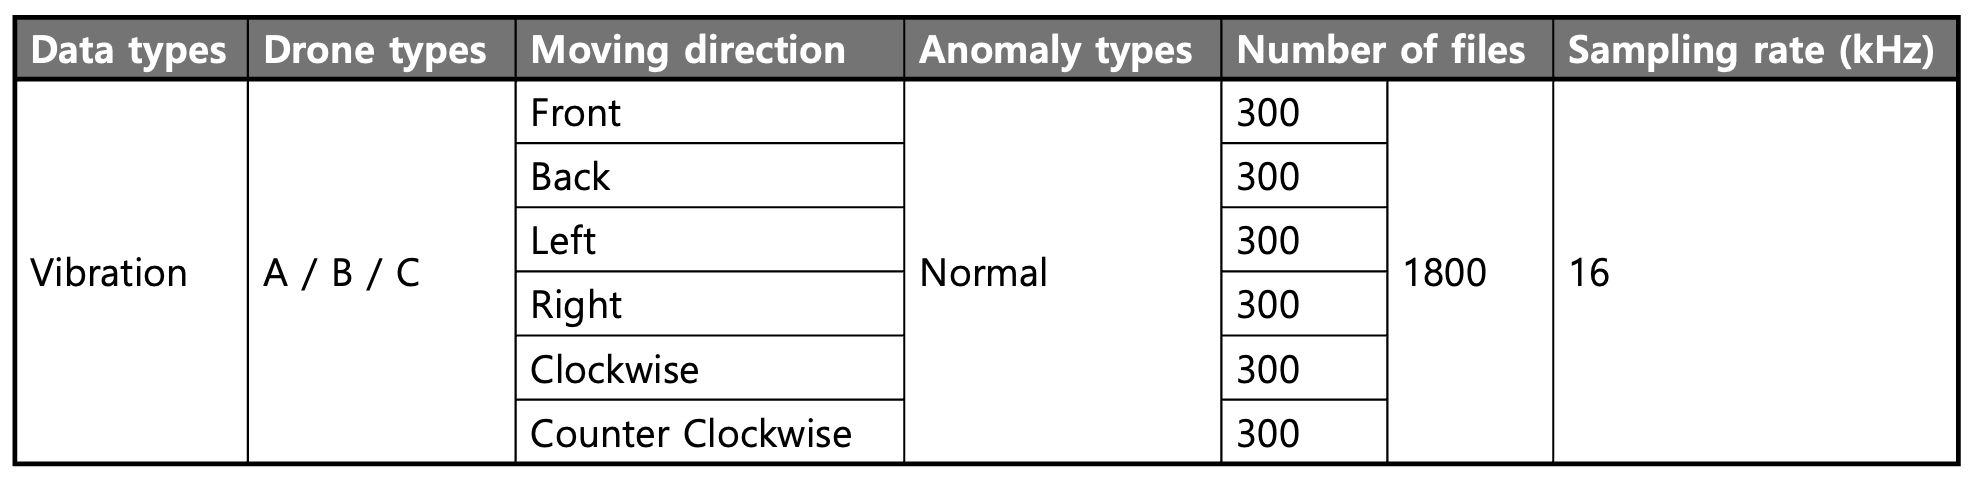 Data types Drone types Moving direction Anomaly types Number of files Sampling rate (kHz)
Front 300
Back 300
Left 300
Vibration A / B / C Normal 1800 16
Right 300
Clockwise 300
Counter Clockwise 300